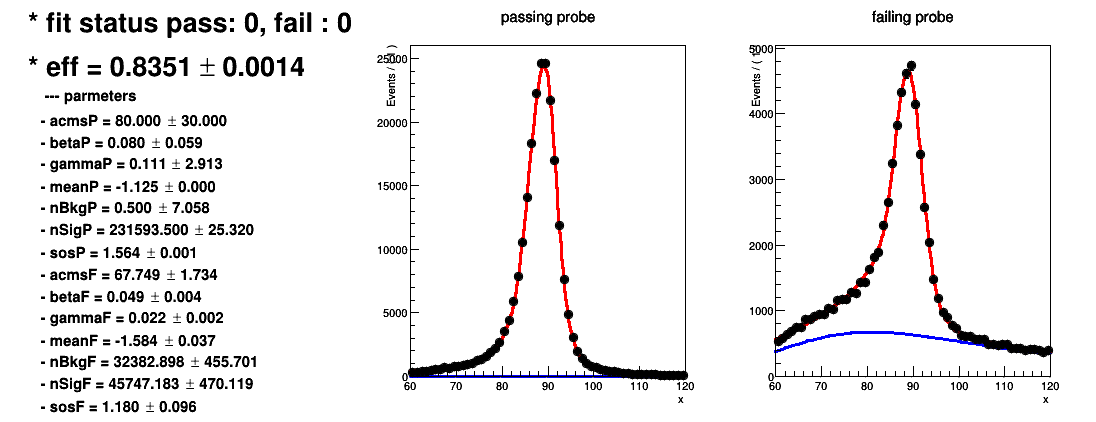 * fit status pass: 0, fail : 0
* eff = 0.8351 ± 0.0014
--- parmeters
- acmsP = 80.000 ± 30.000
- betaP = 0.080 ± 0.059
- gammaP = 0.111 ± 2.913
- meanP = -1.125 ± 0.000
- nBkgP = 0.500 ± 7.058
- nSigP = 231593.500 ± 25.320
- sosP = 1.564 ± 0.001
- acmsF = 67.749 ± 1.734
- betaF = 0.049 ± 0.004
- gammaF = 0.022 ± 0.002
- meanF = -1.584 ± 0.037
- nBkgF = 32382.898 ± 455.701
- nSigF = 45747.183 ± 470.119
- sosF = 1.180 ± 0.096
passing probe
Events / (
25000
20000
15000
10000
5000
0
60 70 80 90 100 110 120
x
failing probe
Events / (
5000
4000
3000
2000
1000
0
60 70 80 90 100 110 120
x